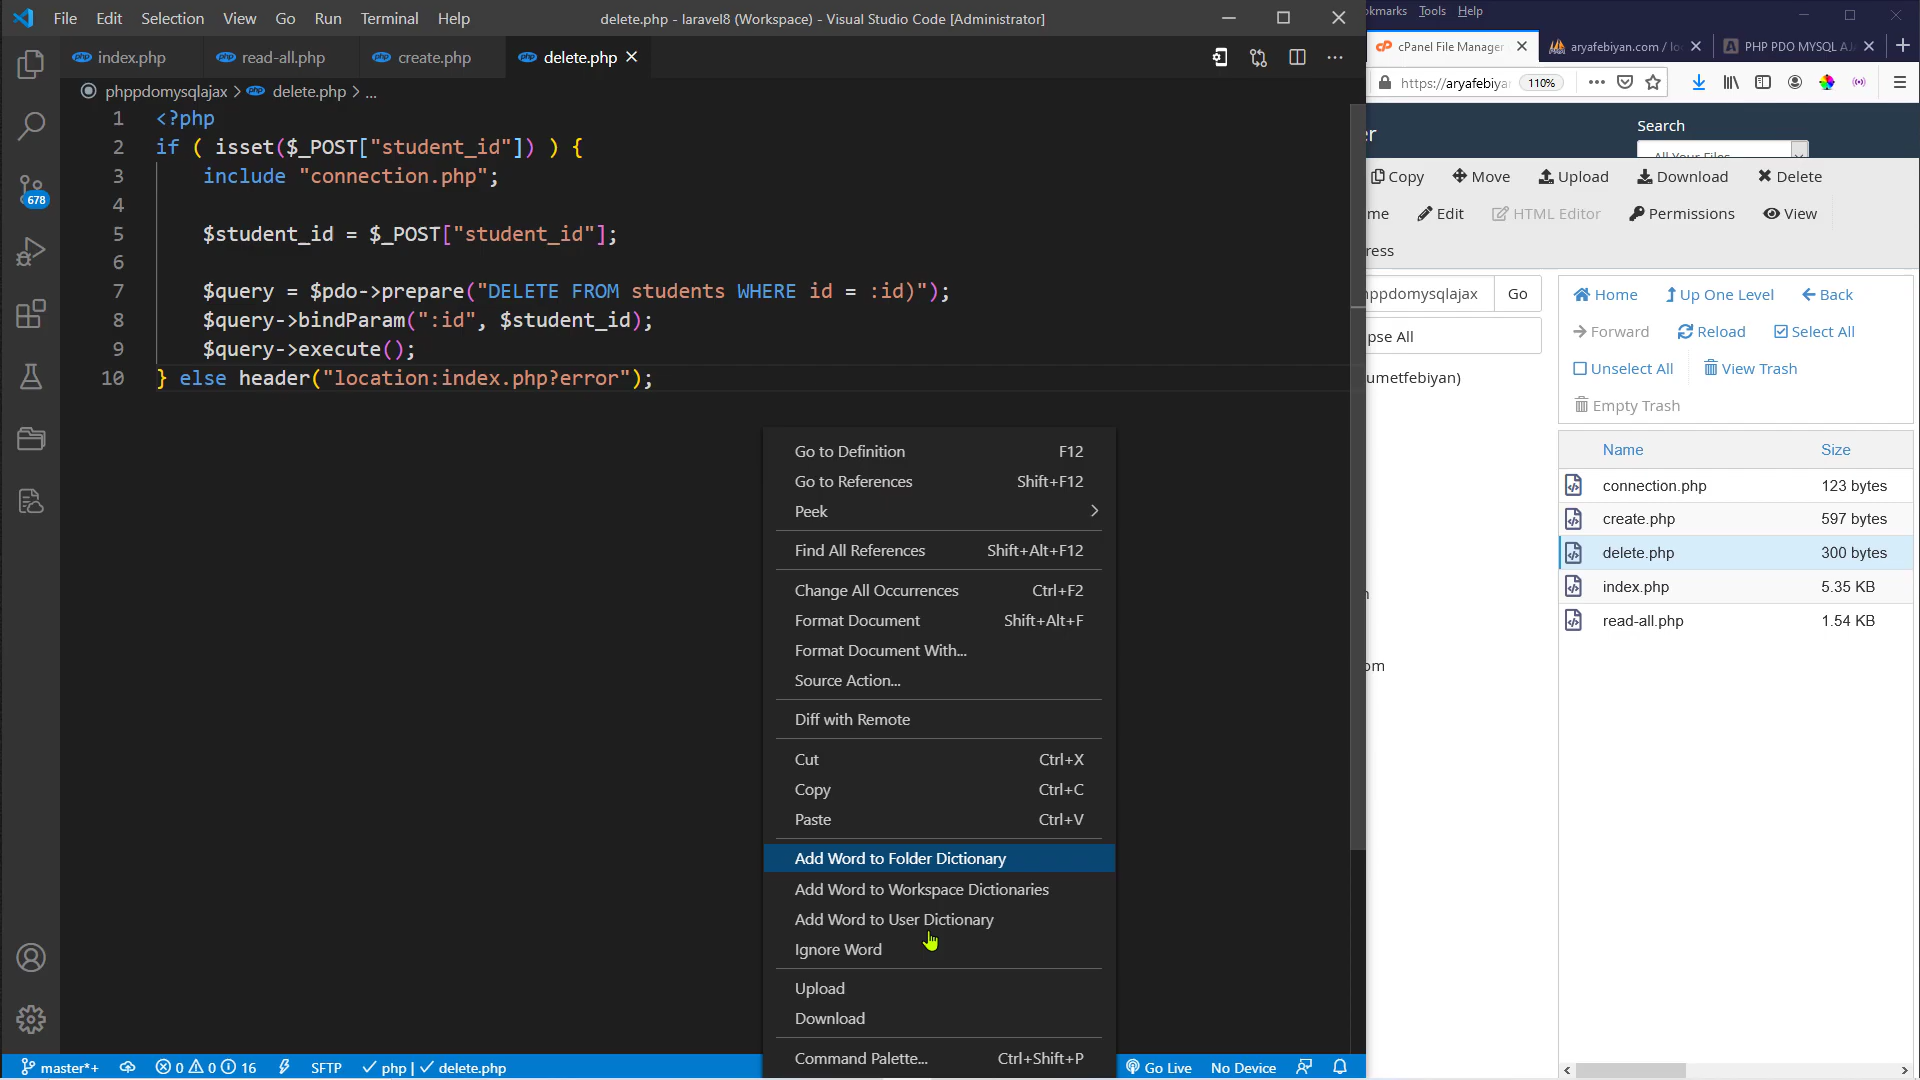 File Edit Selection View Go Run Terminal Help
delete.php - laravel8 (Workspace) - Visual Studio Code [Administrator]
index.php
read-all.php
create.php
delete.php
phppdomysqlajax > delete.php > ...
1 <?php
2 if ( isset($_POST["student_id"]) ) {
3 include "connection.php";
4
5 $student_id = $_POST["student_id"];
6
7 $query = $pdo->prepare("DELETE FROM students WHERE id = :id)");
8 $query->bindParam(":id", $student_id);
9 $query->execute();
10 } else header("location:index.php?error");
678
Go to Definition F12
Go to References Shift+F12
Peek
Find All References Shift+Alt+F12
Change All Occurrences Ctrl+F2
Format Document Shift+Alt+F
Format Document With...
Source Action...
Diff with Remote
Cut Ctrl+X
Copy Ctrl+C
Paste Ctrl+V
Add Word to Folder Dictionary
Add Word to Workspace Dictionaries
Add Word to User Dictionary
Ignore Word
Upload
Download
Command Palette... Ctrl+Shift+P
master*+ 0 0 16 SFTP php | delete.php
Go Live No Device
okmarks Tools Help
cPanel File Manager
aryafebiyan.com / lo
PHP PDO MYSQL AJ
https://aryafebiya 110%
er
Search
Copy Move Upload Download Delete
me Edit HTML Editor Permissions View
ress
phppdomysqlajax Go
pse All
umetfebiyan)
om
Home Up One Level Back
Forward Reload Select All
Unselect All View Trash
Empty Trash
Name Size
connection.php 123 bytes
create.php 597 bytes
delete.php 300 bytes
index.php 5.35 KB
read-all.php 1.54 KB